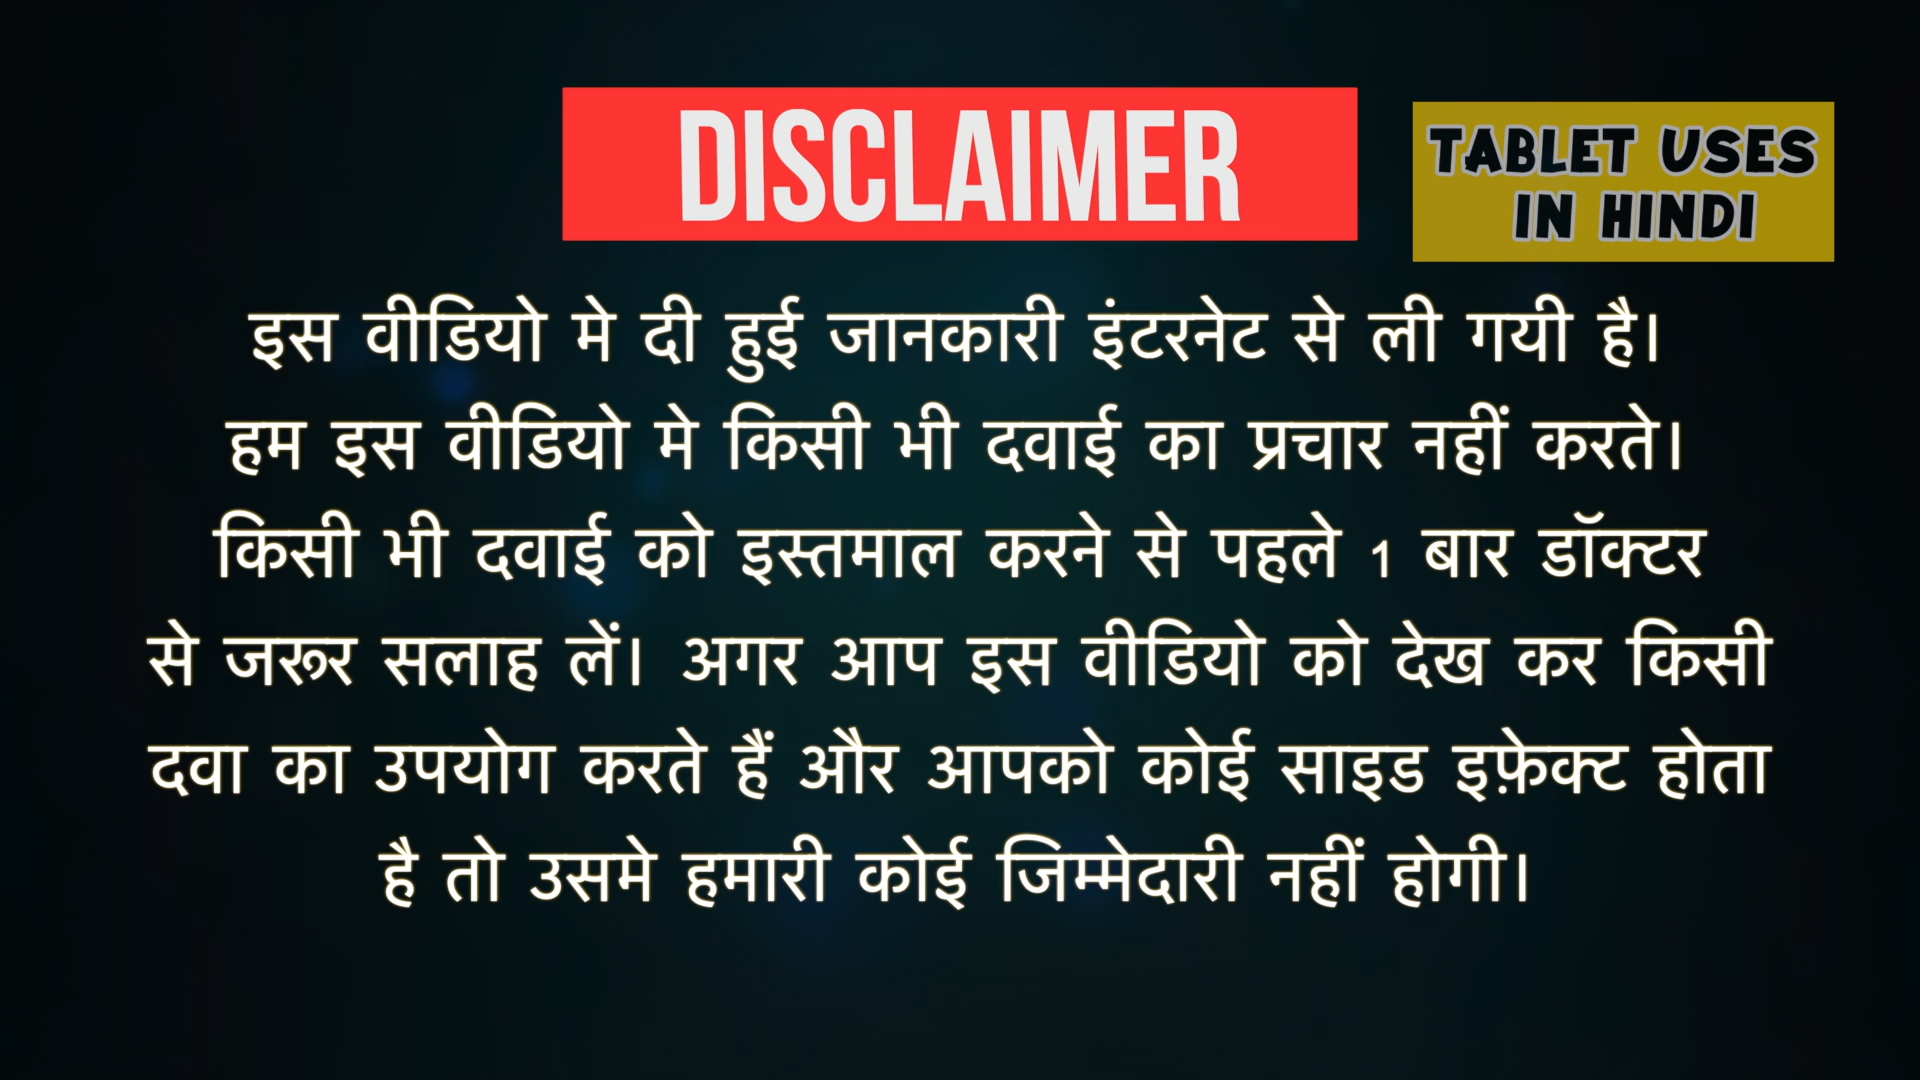 DISCLAIMER
TABLET USES
IN HINDI
इस वीडियो मे दी हुई जानकारी इंटरनेट से ली गयी है।
हम इस वीडियो मे किसी भी दवाई का प्रचार नहीं करते।
किसी भी दवाई को इस्तमाल करने से पहले 1 बार डॉक्टर
से जरूर सलाह लें। अगर आप इस वीडियो को देख कर किसी
दवा का उपयोग करते हैं और आपको कोई साइड इफ़ेक्ट होता
है तो उसमे हमारी कोई जिम्मेदारी नहीं होगी।